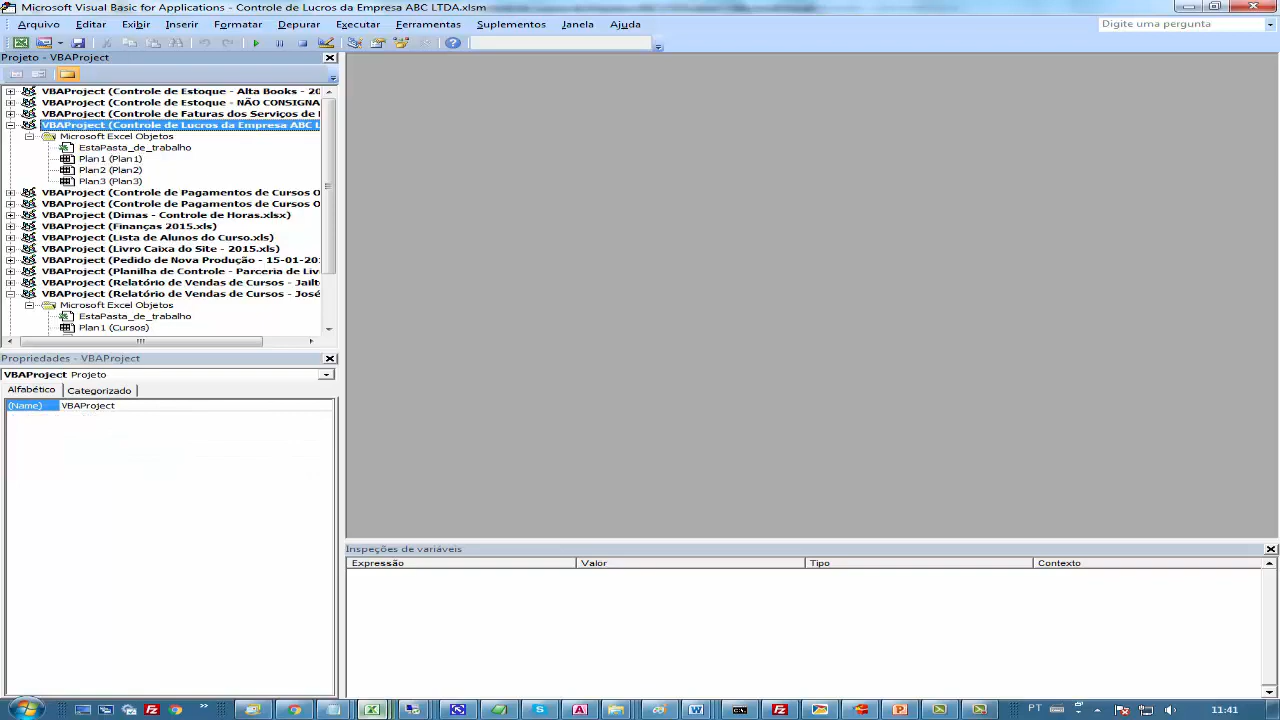 Microsoft Visual Basic for Applications - Controle de Lucros da Empresa ABC LTDA.xlsm
Arquivo Editar Exibir Inserir Formatar Depurar Executar Ferramentas Suplementos Janela Ajuda
Digite uma pergunta
Projeto - VBAProject
VBAProject (Controle de Estoque - Alta Books - 20
VBAProject (Controle de Estoque - NÃO CONSIGNA
VBAProject (Controle de Faturas dos Serviços de
VBAProject (Controle de Lucros da Empresa ABC L
Microsoft Excel Objetos
EstaPasta_de_trabalho
Plan1 (Plan1)
Plan2 (Plan2)
Plan3 (Plan3)
VBAProject (Controle de Pagamentos de Cursos O
VBAProject (Controle de Pagamentos de Cursos O
VBAProject (Dimas - Controle de Horas.xlsx)
VBAProject (Finanças 2015.xls)
VBAProject (Lista de Alunos do Curso.xls)
VBAProject (Livro Caixa do Site - 2015.xls)
VBAProject (Pedido de Nova Produção - 15-01-20
VBAProject (Planilha de Controle - Parceria de Liv
VBAProject (Relatório de Vendas de Cursos - Jailt
VBAProject (Relatório de Vendas de Cursos - José
Microsoft Excel Objetos
EstaPasta_de_trabalho
Plan1 (Cursos)
Propriedades - VBAProject
VBAProject Projeto
Alfabético Categorizado
(Name) VBAProject
Inspeções de variáveis
Expressão Valor Tipo Contexto
PT 11:41